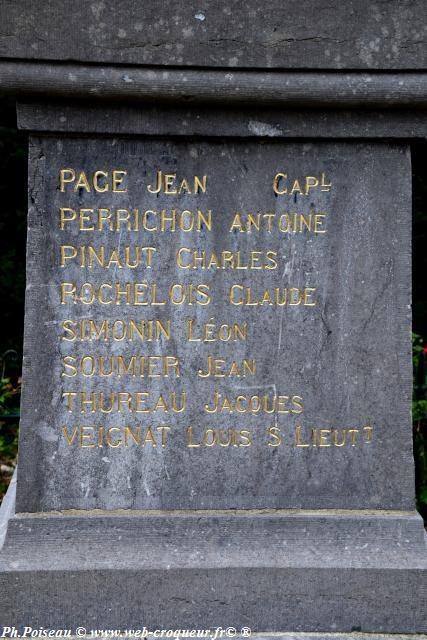 PAGE JEAN CAPL
PERRICHON ANTOINE
PINAUT CHARLES
ROCHELOIS CLAUDE
SIMONIN LÉON
SOUMIER JEAN
THUREAU JACQUES
VEIGNAT LOUIS S LIEUTT
Ph.Poiseau © www-web-croqueur.fr© ®